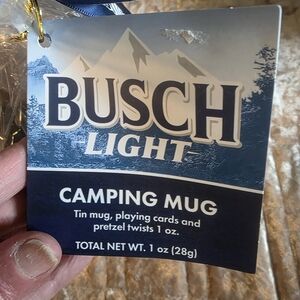 BUSCH
LIGHT
CAMPING MUG
Tin mug, playing cards and
pretzel twists 1 oz.
TOTAL NET WT. 1 oz (28g)